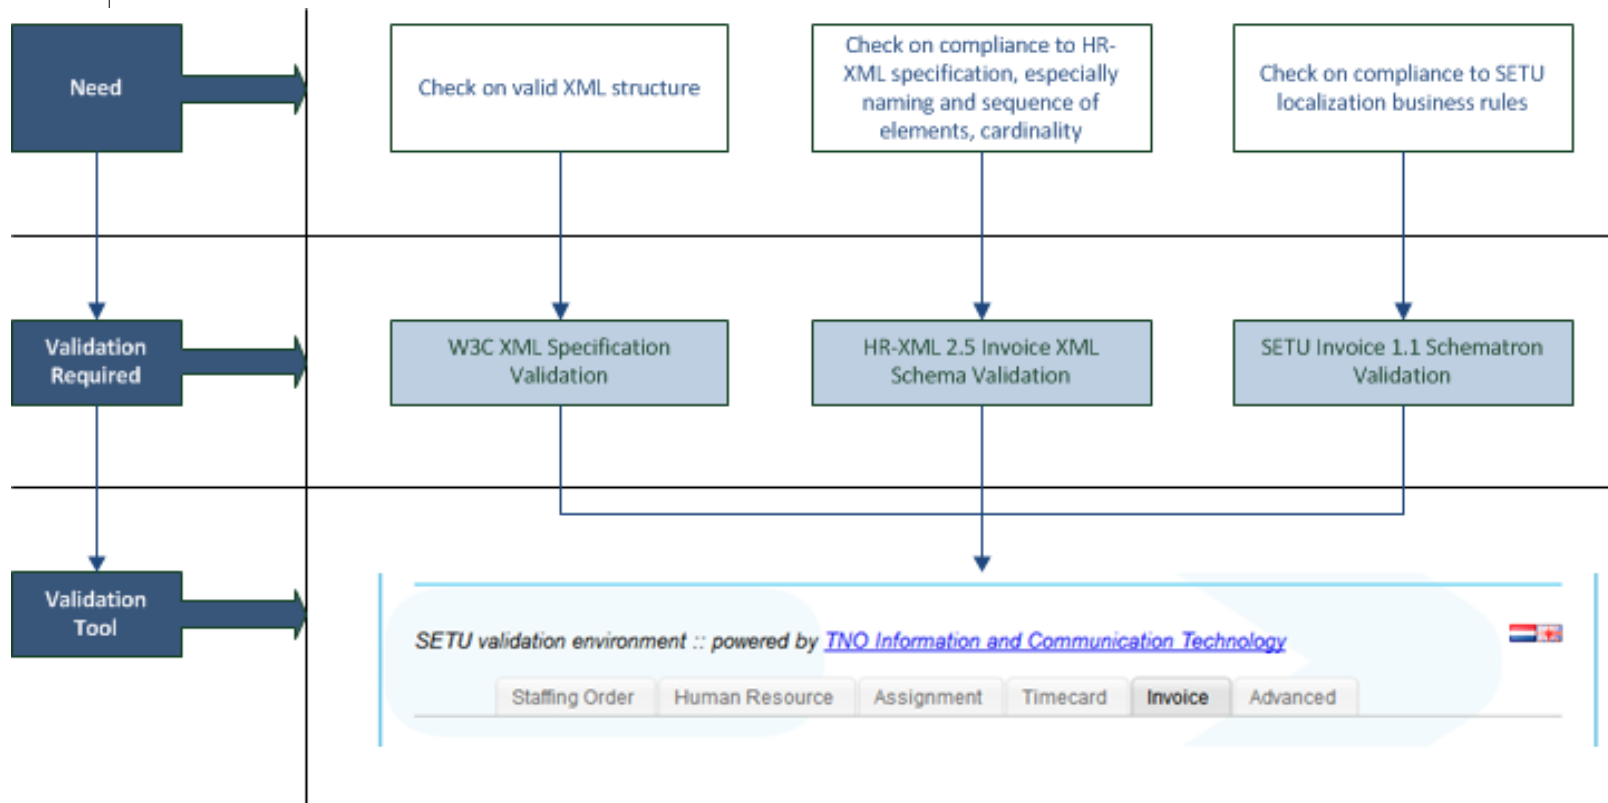 Need
Check on valid XML structure
Check on compliance to HR-
XML specification, especially
naming and sequence of
elements, cardinality
Check on compliance to SETU
localization business rules
Validation
Required
W3C XML Specification
Validation
HR-XML 2.5 Invoice XML
Schema Validation
SETU Invoice 1.1 Schematron
Validation
Validation
Tool
SETU validation environment :: powered by TNO Information and Communication Technology
Staffing Order Human Resource Assignment Timecard Invoice Advanced